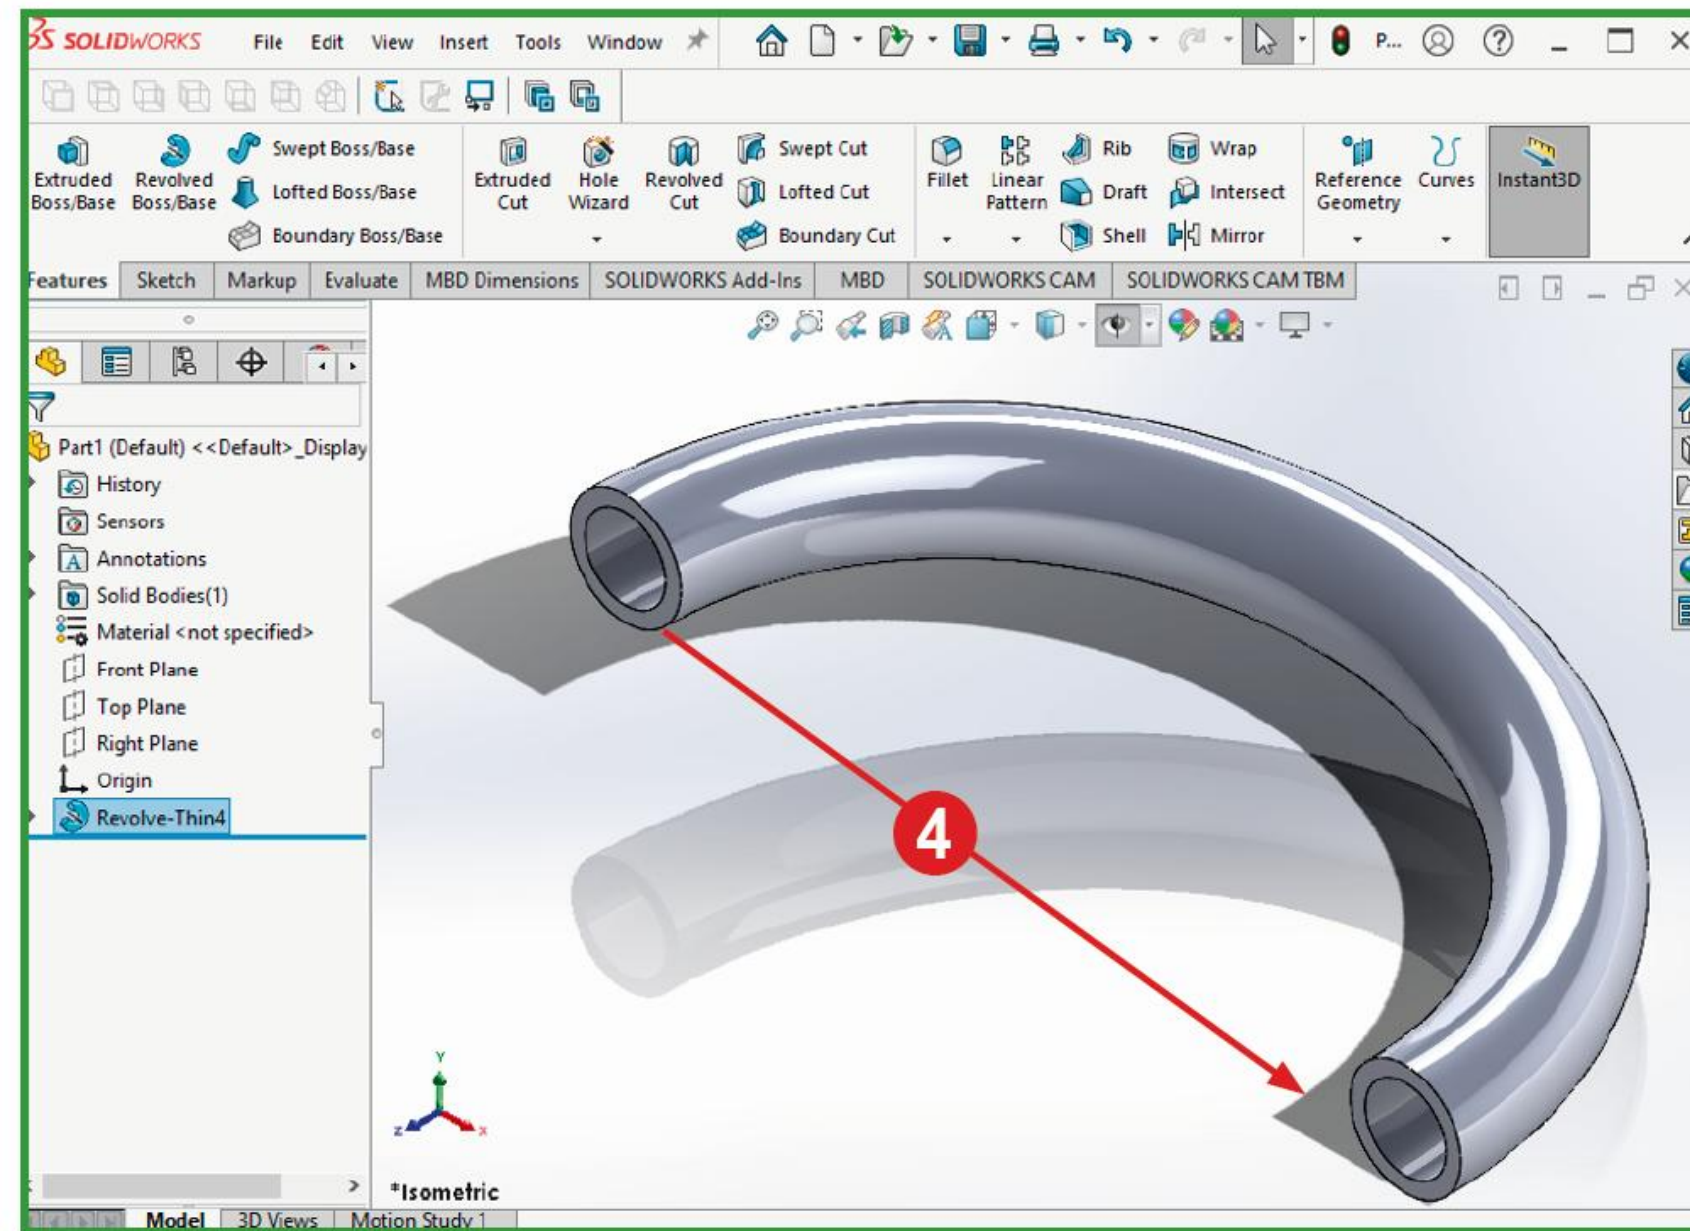 SOLIDWORKS File Edit View Insert Tools Window P...
Swept Boss/Base Swept Cut Rib Wrap
Extruded Boss/Base Revolved Boss/Base Lofted Boss/Base Extruded Cut Hole Wizard Revolved Cut Lofted Cut Fillet Linear Pattern Draft Intersect Reference Geometry Curves Instant3D
Boundary Boss/Base Boundary Cut Shell Mirror
Features Sketch Markup Evaluate MBD Dimensions SOLIDWORKS Add-Ins MBD SOLIDWORKS CAM SOLIDWORKS CAM TBM
Part1 (Default) <<Default>_Display
History
Sensors
Annotations
Solid Bodies(1)
Material <not specified>
Front Plane
Top Plane
Right Plane
Origin
Revolve-Thin4
4
Y
Z X
*Isometric
Model 3D Views Motion Study 1